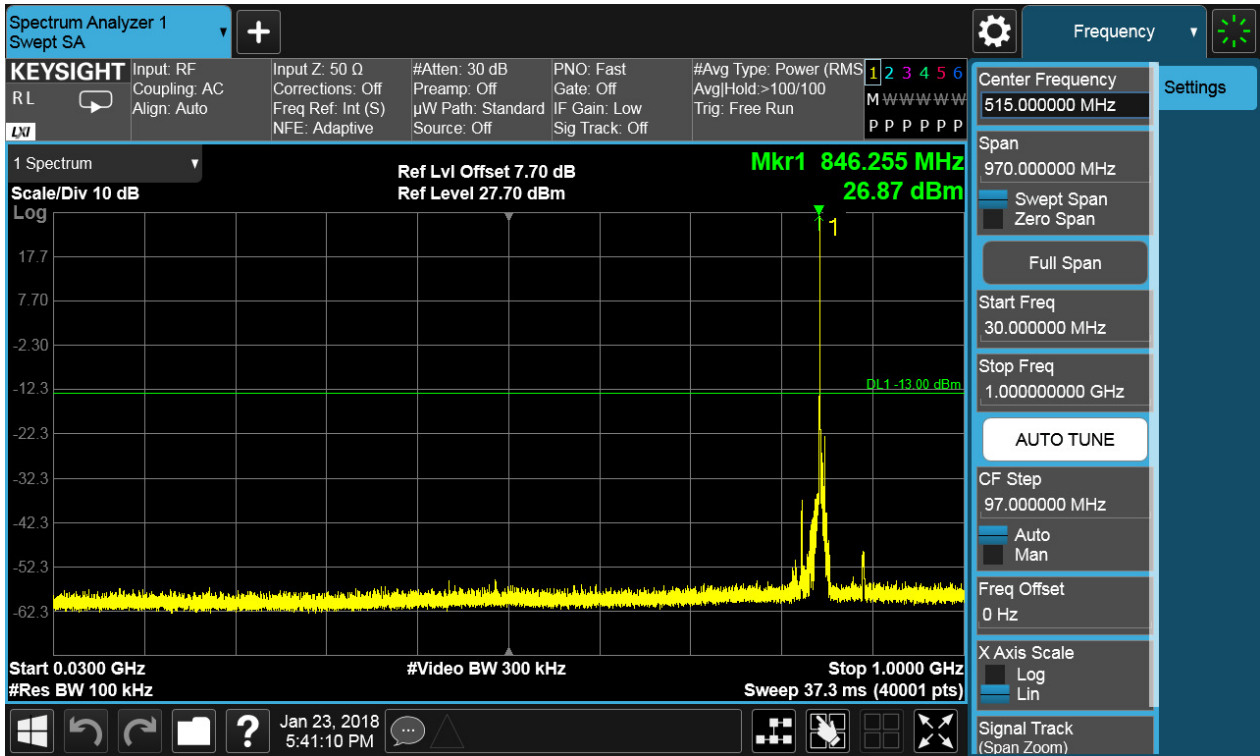 Spectrum Analyzer 1
Swept SA
Frequency
KEYSIGHT
R L
LXI
Input: RF
Coupling: AC
Align: Auto
Input Z: 50 Ω
Corrections: Off
Freq Ref: Int (S)
NFE: Adaptive
#Atten: 30 dB
Preamp: Off
µW Path: Standard
Source: Off
PNO: Fast
Gate: Off
IF Gain: Low
Sig Track: Off
#Avg Type: Power (RMS
Avg|Hold:>100/100
Trig: Free Run
1 2 3 4 5 6
M W W W W W
P P P P P P
1 Spectrum
Scale/Div 10 dB
Log
Ref Lvl Offset 7.70 dB
Ref Level 27.70 dBm
Mkr1 846.255 MHz
26.87 dBm
1
17.7
7.70
-2.30
-12.3
-22.3
-32.3
-42.3
-52.3
-62.3
DL1 -13.00 dBm
Start 0.0300 GHz
#Res BW 100 kHz
#Video BW 300 kHz
Stop 1.0000 GHz
Sweep 37.3 ms (40001 pts)
Center Frequency
515.000000 MHz
Span
970.000000 MHz
Swept Span
Zero Span
Full Span
Start Freq
30.000000 MHz
Stop Freq
1.000000000 GHz
AUTO TUNE
CF Step
97.000000 MHz
Auto
Man
Freq Offset
0 Hz
X Axis Scale
Log
Lin
Signal Track
(Span Zoom)
Settings
?
Jan 23, 2018
5:41:10 PM